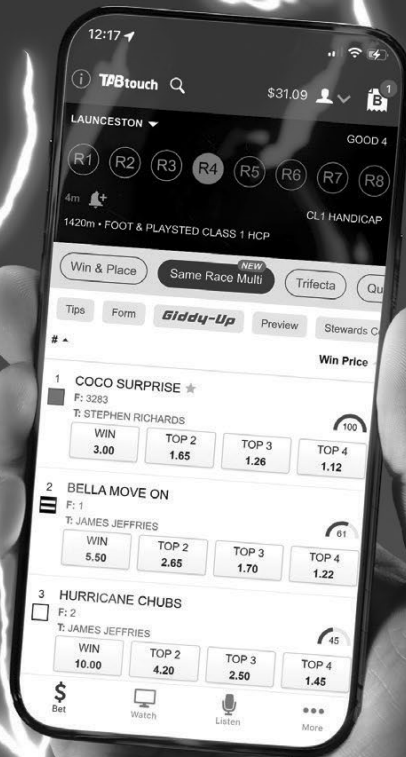 12:17
TABtouch
$31.09
1
B
LAUNCESTON
GOOD 4
R1 R2 R3 R4 R5 R6 R7 R8
4m
CL1 HANDICAP
1420m • FOOT & PLAYSTED CLASS 1 HCP
NEW
Win & Place Same Race Multi Trifecta Qu
Tips Form Giddy-Up Preview Stewards C
#
Win Price
1 COCO SURPRISE
F: 3283
T: STEPHEN RICHARDS
100
WIN TOP 2 TOP 3 TOP 4
3.00 1.65 1.26 1.12
2 BELLA MOVE ON
F: 1
T: JAMES JEFFRIES
61
WIN TOP 2 TOP 3 TOP 4
5.50 2.65 1.70 1.22
3 HURRICANE CHUBS
F: 2
T: JAMES JEFFRIES
45
WIN TOP 2 TOP 3 TOP 4
10.00 4.20 2.50 1.45
$
Bet Watch Listen More